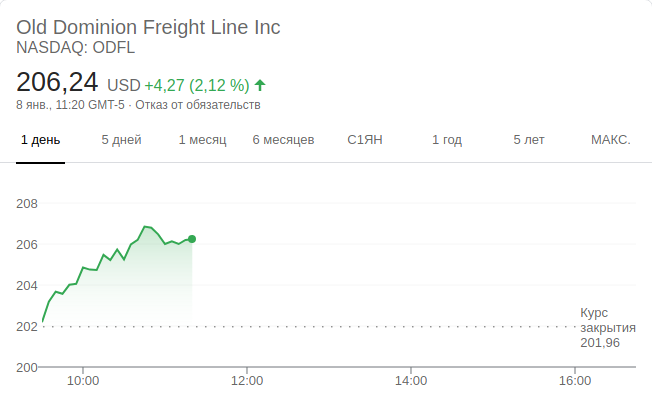 Old Dominion Freight Line Inc
NASDAQ: ODFL
206,24 USD +4,27 (2,12 %)
8 янв., 11:20 GMT-5 · Отказ от обязательств
1 день 5 дней 1 месяц 6 месяцев С1ЯН 1 год 5 лет МАКС.
208
206
204
Курс
202 закрытия
201,96
200
10:00 12:00 14:00 16:00